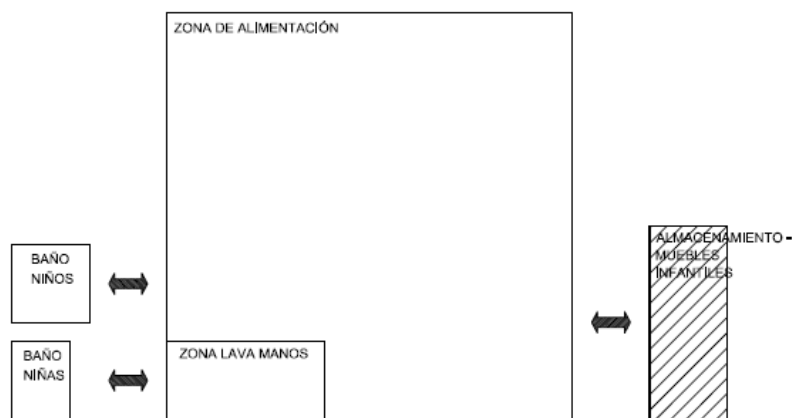 ZONA DE ALIMENTACIÓN
BAÑO
NIÑOS
ALMACENAMIENTO -
MUEBLES
INFANTILES
BAÑO
NIÑAS
ZONA LAVA MANOS